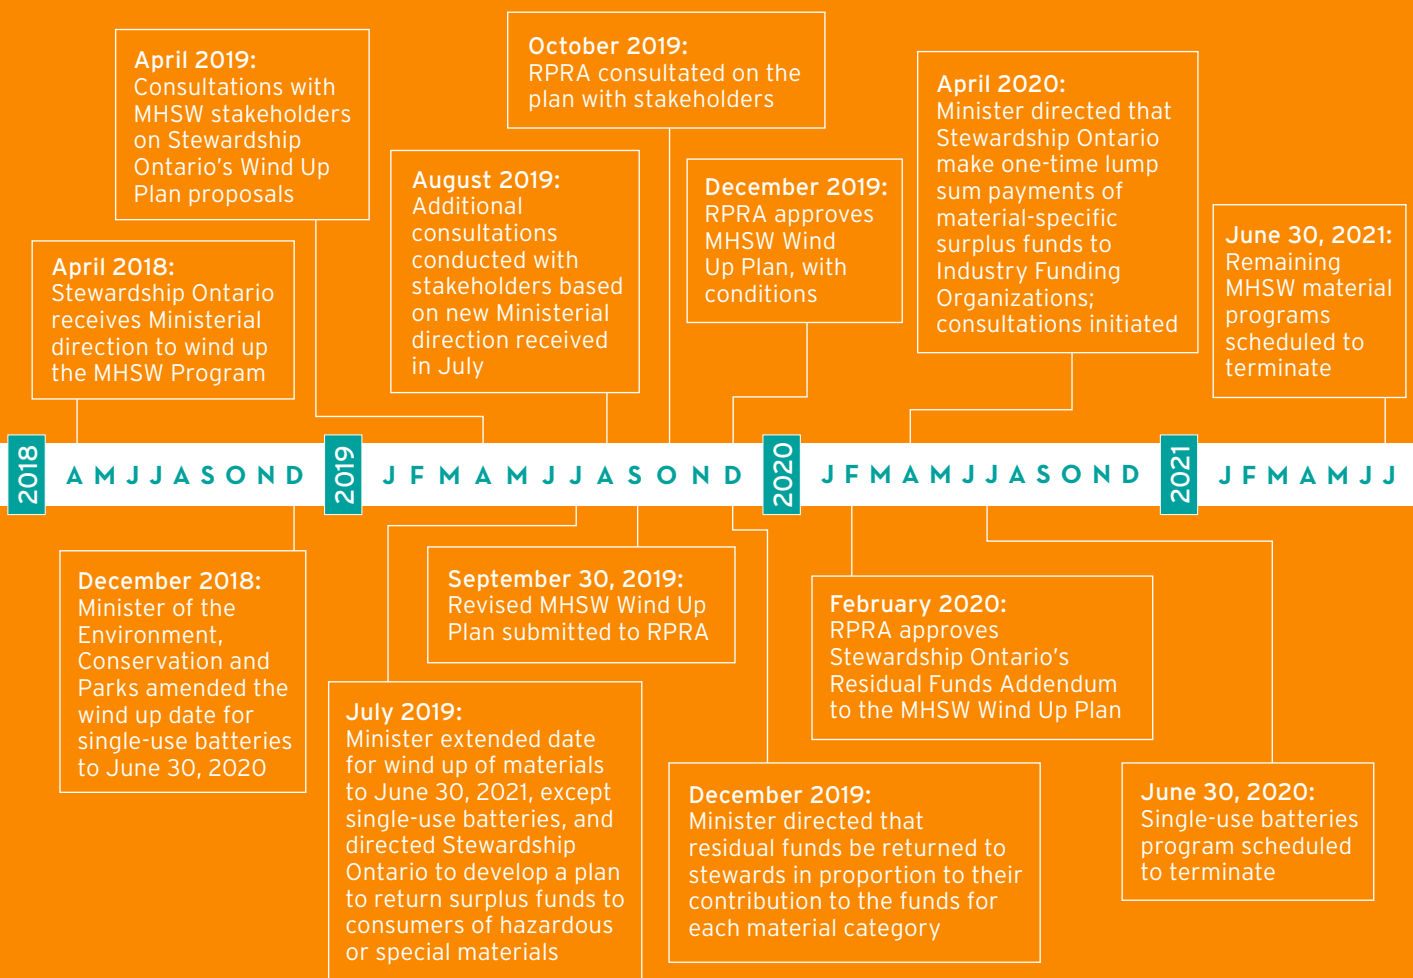 April 2019:
Consultations with
MHSW stakeholders
on Stewardship
Ontario's Wind Up
Plan proposals
October 2019:
RPRA consultated on the
plan with stakeholders
April 2020:
Minister directed that
Stewardship Ontario
make one-time lump
sum payments of
material-specific
surplus funds to
Industry Funding
Organizations;
consultations initiated
August 2019:
Additional
consultations
conducted with
stakeholders based
on new Ministerial
direction received
in July
December 2019:
RPRA approves
MHSW Wind
Up Plan, with
conditions
June 30, 2021:
Remaining
MHSW material
programs
scheduled to
terminate
April 2018:
Stewardship Ontario
receives Ministerial
direction to wind up
the MHSW Program
2018 A M J J A S O N D 2019 J F M A M J J A S O N D 2020 J F M A M J J A S O N D 2021 J F M A M J J
December 2018:
Minister of the
Environment,
Conservation and
Parks amended the
wind up date for
single-use batteries
to June 30, 2020
September 30, 2019:
Revised MHSW Wind Up
Plan submitted to RPRA
February 2020:
RPRA approves
Stewardship Ontario's
Residual Funds Addendum
to the MHSW Wind Up Plan
July 2019:
Minister extended date
for wind up of materials
to June 30, 2021, except
single-use batteries, and
directed Stewardship
Ontario to develop a plan
to return surplus funds to
consumers of hazardous
or special materials
December 2019:
Minister directed that
residual funds be returned to
stewards in proportion to their
contribution to the funds for
each material category
June 30, 2020:
Single-use batteries
program scheduled
to terminate